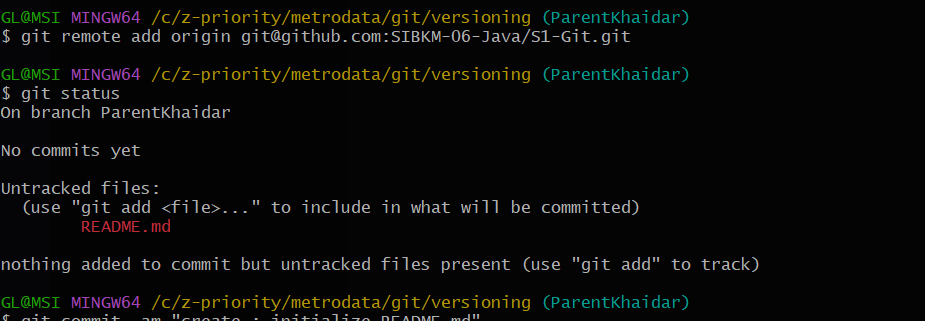 GL@MSI MINGW64 /c/z-priority/metrodata/git/versioning (ParentKhaidar)
$ git remote add origin git@github.com:SIBKM-06-Java/S1-Git.git
GL@MSI MINGW64 /c/z-priority/metrodata/git/versioning (ParentKhaidar)
$ git status
On branch ParentKhaidar
No commits yet
Untracked files:
(use "git add <file>..." to include in what will be committed)
README.md
nothing added to commit but untracked files present (use "git add" to track)
GL@MSI MINGW64 /c/z-priority/metrodata/git/versioning (ParentKhaidar)
$ git commit -am "create : initialize README.md"